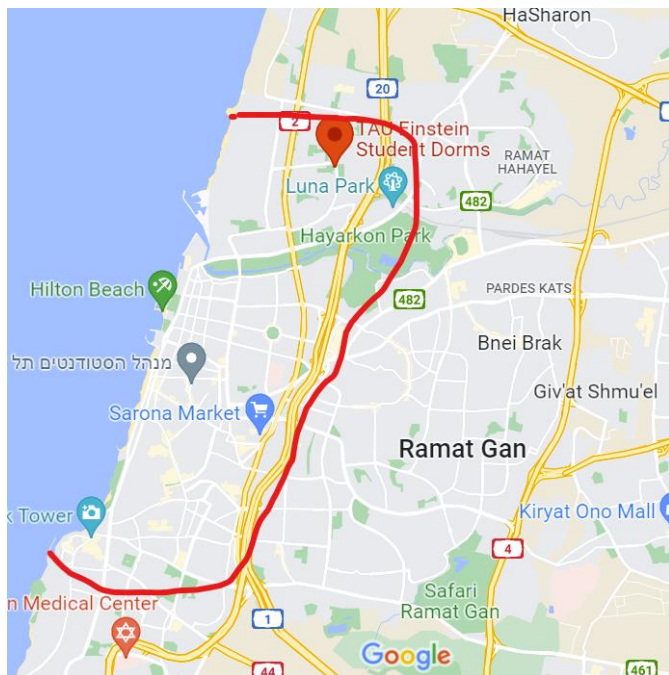 HaSharon
20
2
TAU Einstein
Student Dorms
RAMAT
HAHAYEL
Luna Park
482
Hayarkon Park
Hilton Beach
482
PARDES KATS
Bnei Brak
מנהל הסטודנטים תל
Giv'at Shmu'el
Sarona Market
Ramat Gan
k Tower
Kiryat Ono Mall
4
n Medical Center
Safari
Ramat Gan
1
Google
44
461